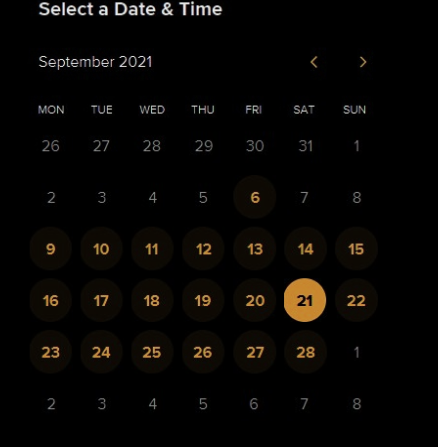 Select a Date & Time
September 2021 < >
MON TUE WED THU FRI SAT SUN
26 27 28 29 30 31 1
2 3 4 5 6 7 8
9 10 11 12 13 14 15
16 17 18 19 20 21 22
23 24 25 26 27 28 1
2 3 4 5 6 7 8